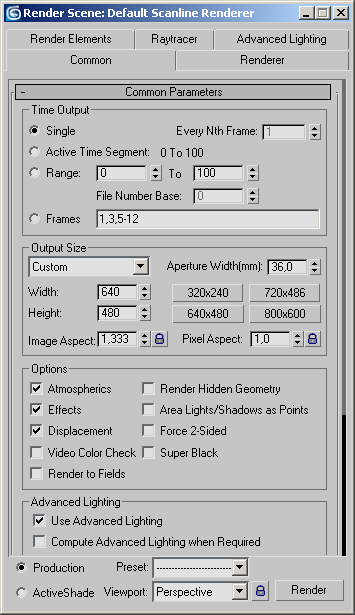 Render Scene: Default Scanline Renderer
Render Elements Raytracer Advanced Lighting
Common Renderer
- Common Parameters
Time Output
Single Every Nth Frame: 1
Active Time Segment: 0 To 100
Range: 0 To 100
File Number Base: 0
Frames 1,3,5-12
Output Size
Custom Aperture Width(mm): 36,0
Width: 640 320x240 720x486
Height: 480 640x480 800x600
Image Aspect: 1,333 Pixel Aspect: 1,0
Options
Atmospherics Render Hidden Geometry
Effects Area Lights/Shadows as Points
Displacement Force 2-Sided
Video Color Check Super Black
Render to Fields
Advanced Lighting
Use Advanced Lighting
Compute Advanced Lighting when Required
Production Preset: -------------------------
ActiveShade Viewport: Perspective Render